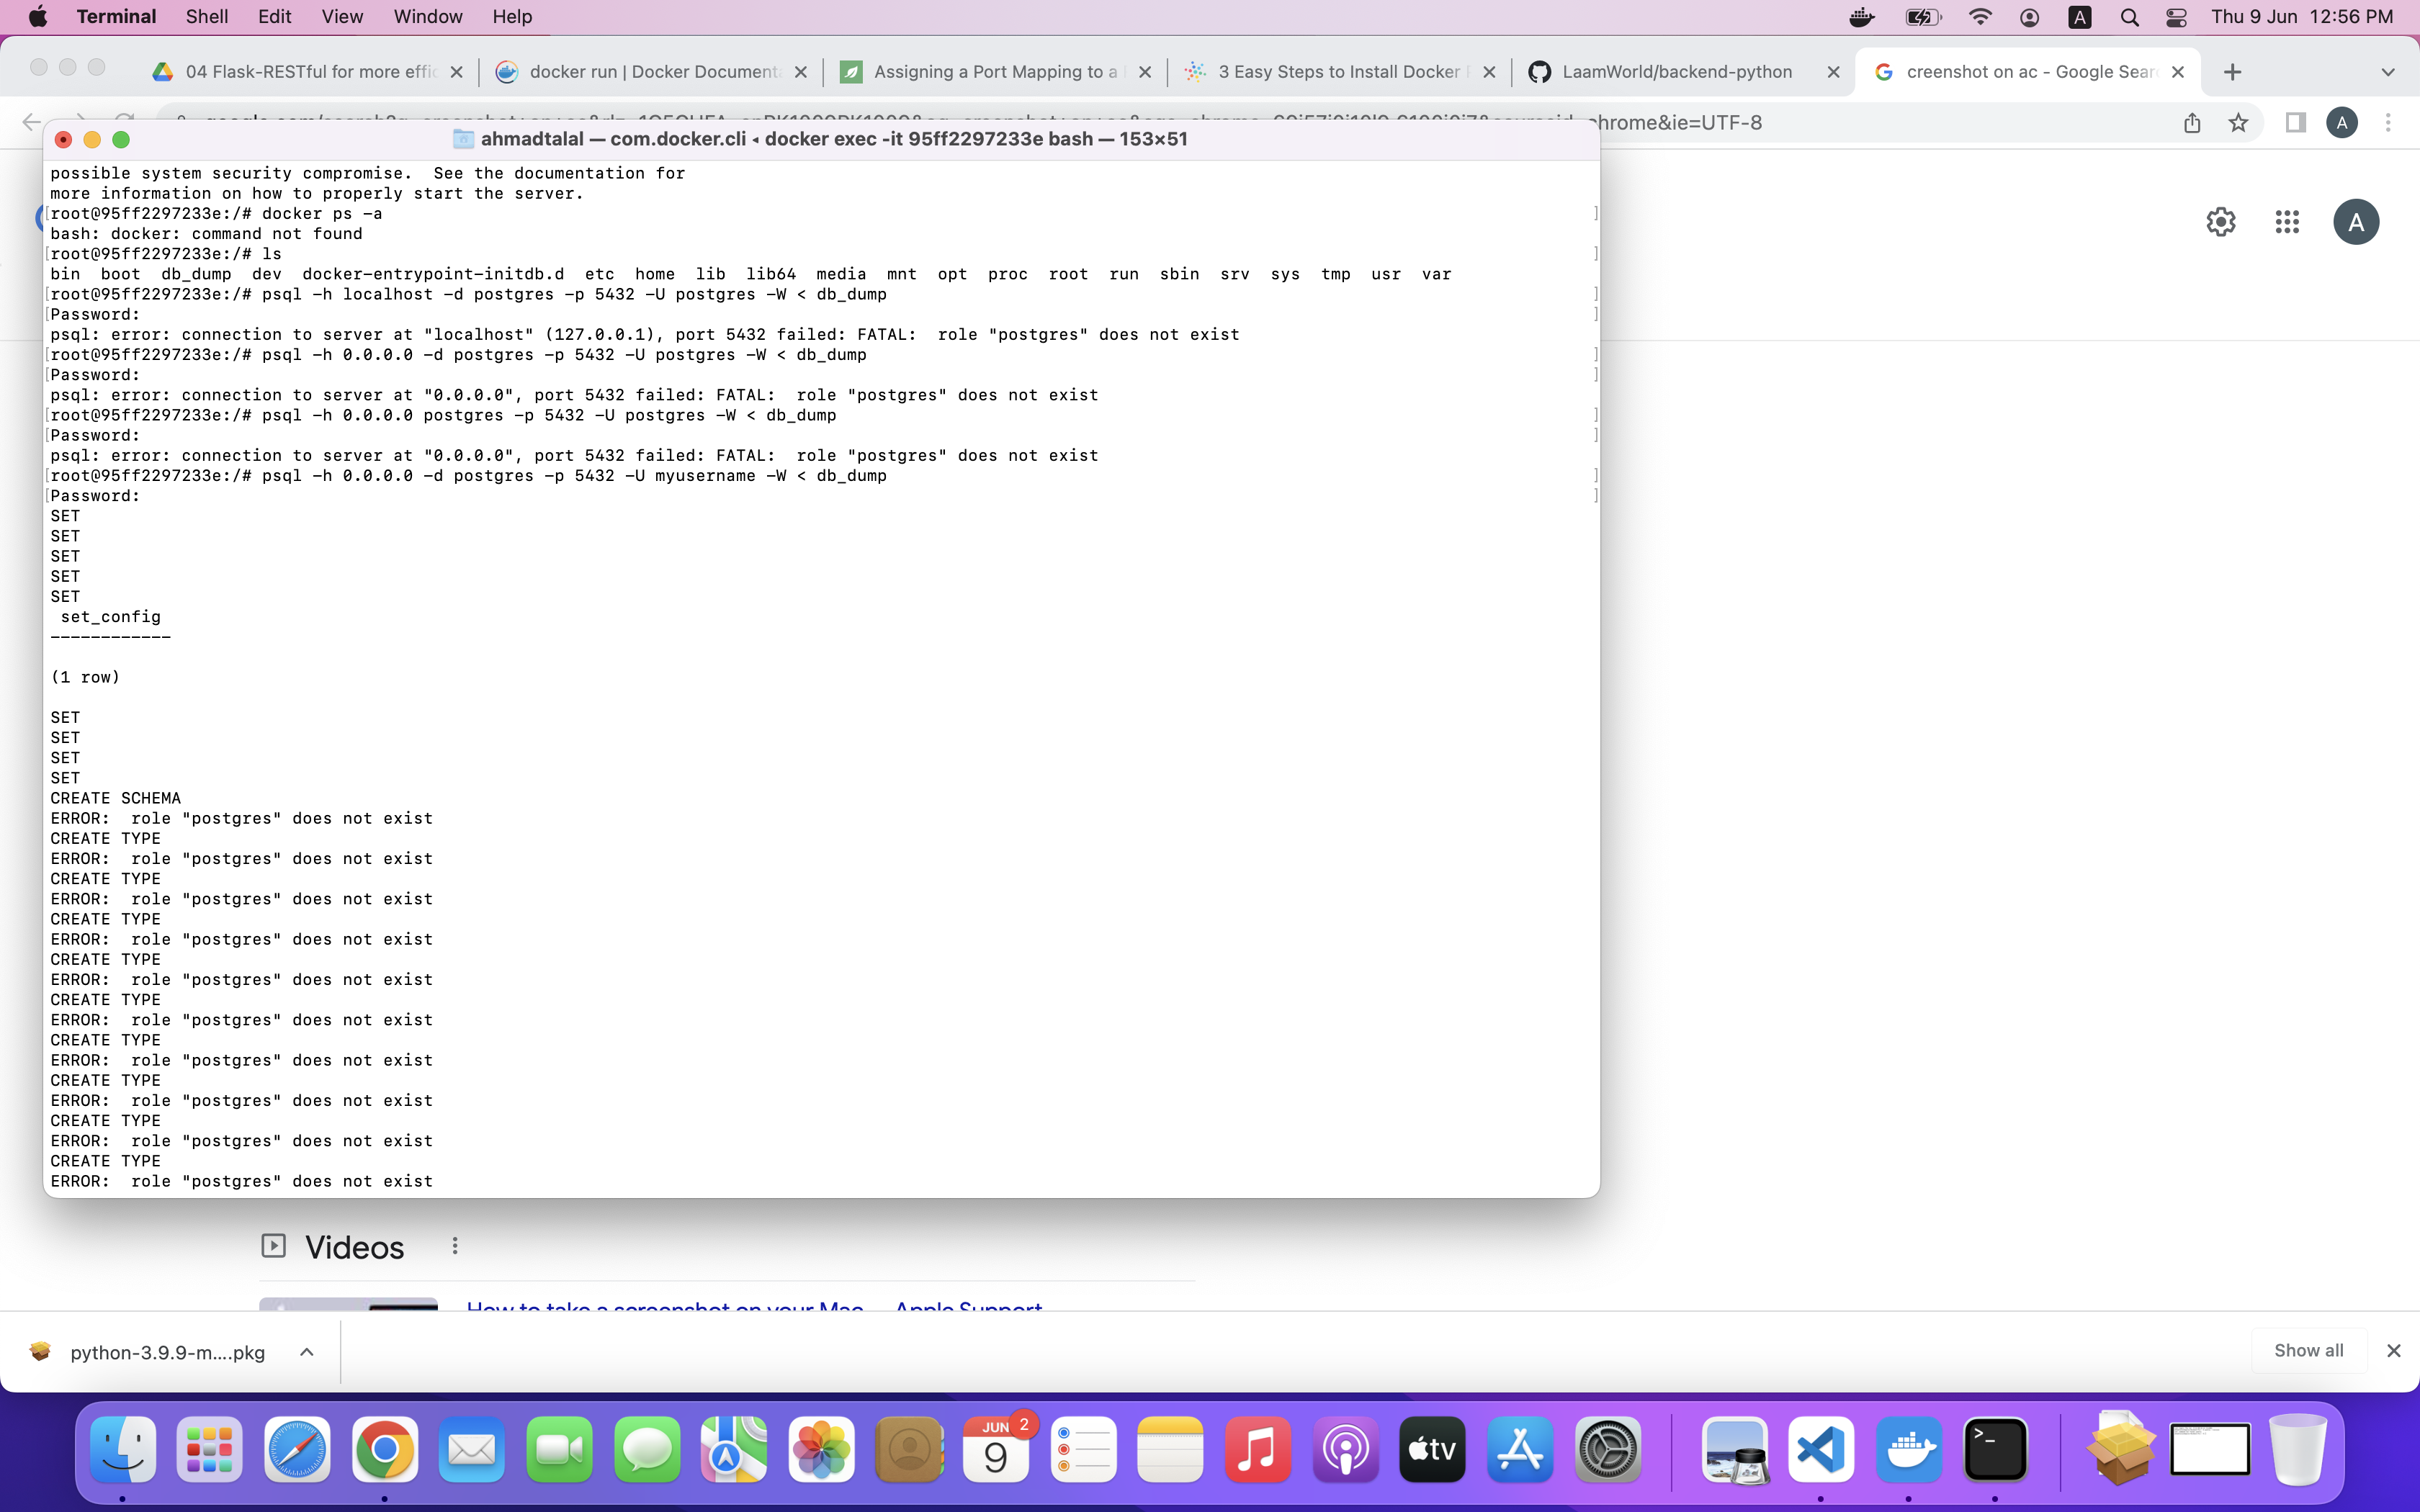 Terminal Shell Edit View Window Help A Thu 9 Jun 12:56 PM
04 Flask-RESTful for more effic docker run | Docker Document Assigning a Port Mapping to a 3 Easy Steps to Install Docker LaamWorld/backend-python creenshot on ac - Google Sear
chrome&ie=UTF-8 A
ahmadtalal — com.docker.cli ◂ docker exec -it 95ff2297233e bash — 153×51
possible system security compromise.  See the documentation for
more information on how to properly start the server.
[root@95ff2297233e:/# docker ps -a ]
bash: docker: command not found
[root@95ff2297233e:/# ls ]
bin  boot  db_dump  dev  docker-entrypoint-initdb.d  etc  home  lib  lib64  media  mnt  opt  proc  root  run  sbin  srv  sys  tmp  usr  var
[root@95ff2297233e:/# psql -h localhost -d postgres -p 5432 -U postgres -W < db_dump ]
[Password: ]
psql: error: connection to server at "localhost" (127.0.0.1), port 5432 failed: FATAL:  role "postgres" does not exist
[root@95ff2297233e:/# psql -h 0.0.0.0 -d postgres -p 5432 -U postgres -W < db_dump ]
[Password: ]
psql: error: connection to server at "0.0.0.0", port 5432 failed: FATAL:  role "postgres" does not exist
[root@95ff2297233e:/# psql -h 0.0.0.0 postgres -p 5432 -U postgres -W < db_dump ]
[Password: ]
psql: error: connection to server at "0.0.0.0", port 5432 failed: FATAL:  role "postgres" does not exist
[root@95ff2297233e:/# psql -h 0.0.0.0 -d postgres -p 5432 -U myusername -W < db_dump ]
[Password: ]
SET
SET
SET
SET
SET
set_config
------------
(1 row)
SET
SET
SET
SET
CREATE SCHEMA
ERROR:  role "postgres" does not exist
CREATE TYPE
ERROR:  role "postgres" does not exist
CREATE TYPE
ERROR:  role "postgres" does not exist
CREATE TYPE
ERROR:  role "postgres" does not exist
CREATE TYPE
ERROR:  role "postgres" does not exist
CREATE TYPE
ERROR:  role "postgres" does not exist
CREATE TYPE
ERROR:  role "postgres" does not exist
CREATE TYPE
ERROR:  role "postgres" does not exist
CREATE TYPE
ERROR:  role "postgres" does not exist
CREATE TYPE
ERROR:  role "postgres" does not exist
A
Videos
How to take a screenshot on your Mac – Apple Support
python-3.9.9-m....pkg Show all
JUN 2
9
tv
>_